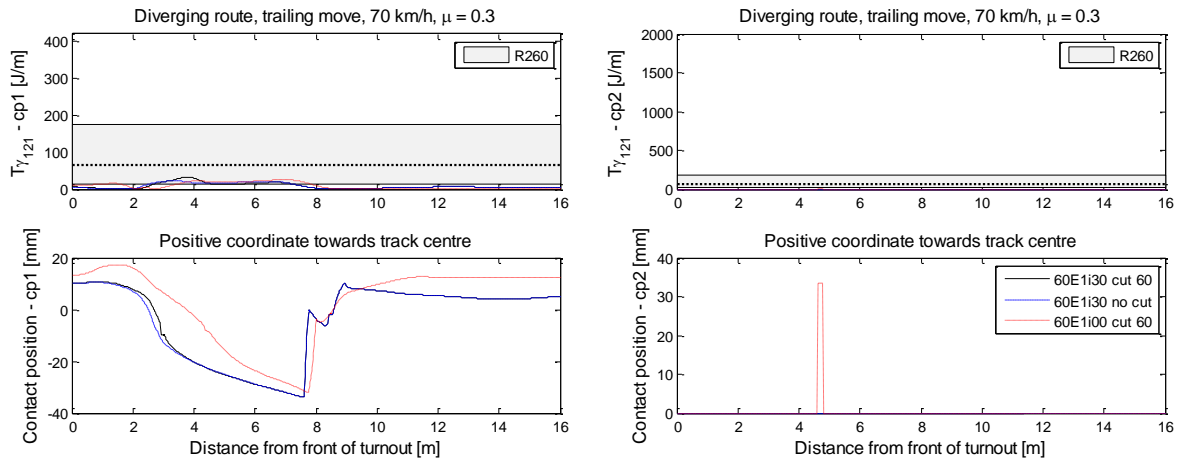 Diverging route, trailing move, 70 km/h, μ = 0.3
Tγ121 - cp1 [J/m]
400
300
200
100
0
R260
0 2 4 6 8 10 12 14 16
Positive coordinate towards track centre
Contact position - cp1 [mm]
20
0
-20
-40
0 2 4 6 8 10 12 14 16
Distance from front of turnout [m]
Diverging route, trailing move, 70 km/h, μ = 0.3
Tγ121 - cp2 [J/m]
2000
1500
1000
500
0
R260
0 2 4 6 8 10 12 14 16
Positive coordinate towards track centre
Contact position - cp2 [mm]
40
30
20
10
0
60E1i30 cut 60
60E1i30 no cut
60E1i00 cut 60
0 2 4 6 8 10 12 14 16
Distance from front of turnout [m]